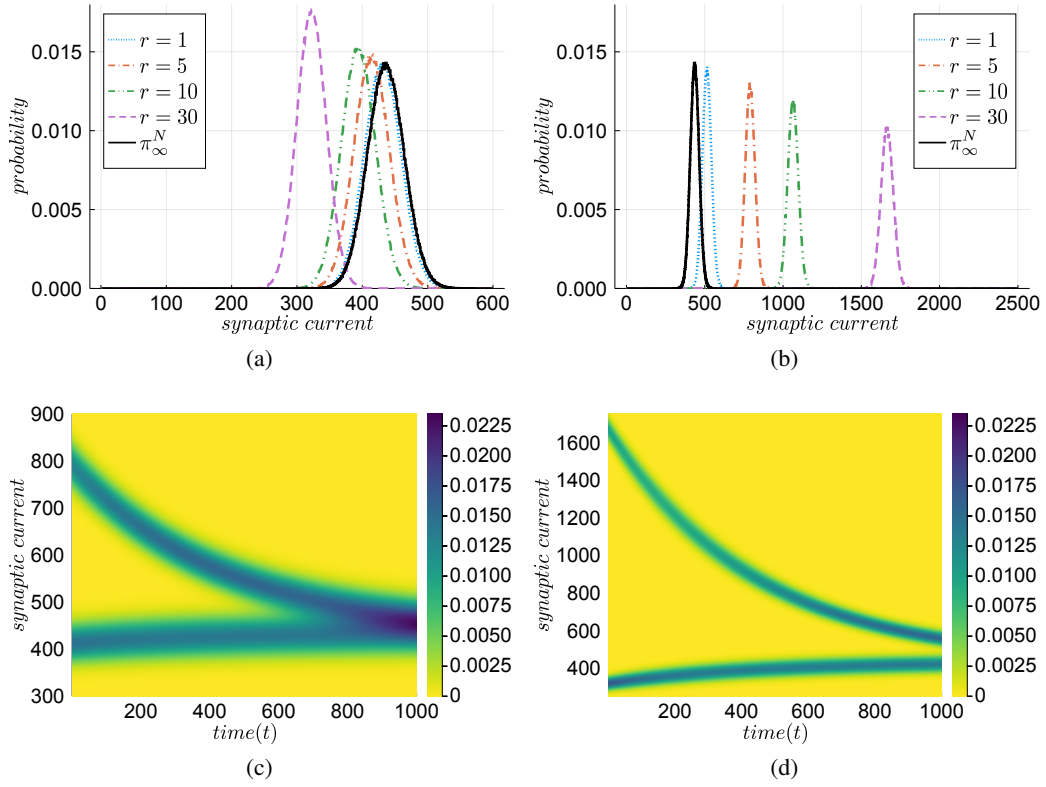 probability
0.015
0.010
0.005
0.000
0
100
200
300
400
500
600
synaptic current
r = 1
r = 5
r = 10
r = 30
π_∞^N
(a)
probability
0.015
0.010
0.005
0.000
0
500
1000
1500
2000
2500
synaptic current
r = 1
r = 5
r = 10
r = 30
π_∞^N
(b)
synaptic current
900
800
700
600
500
400
300
200
400
600
800
1000
time(t)
0.0225
0.0200
0.0175
0.0150
0.0125
0.0100
0.0075
0.0050
0.0025
0
(c)
synaptic current
1600
1400
1200
1000
800
600
400
200
400
600
800
1000
time(t)
0.0225
0.0200
0.0175
0.0150
0.0125
0.0100
0.0075
0.0050
0.0025
0
(d)